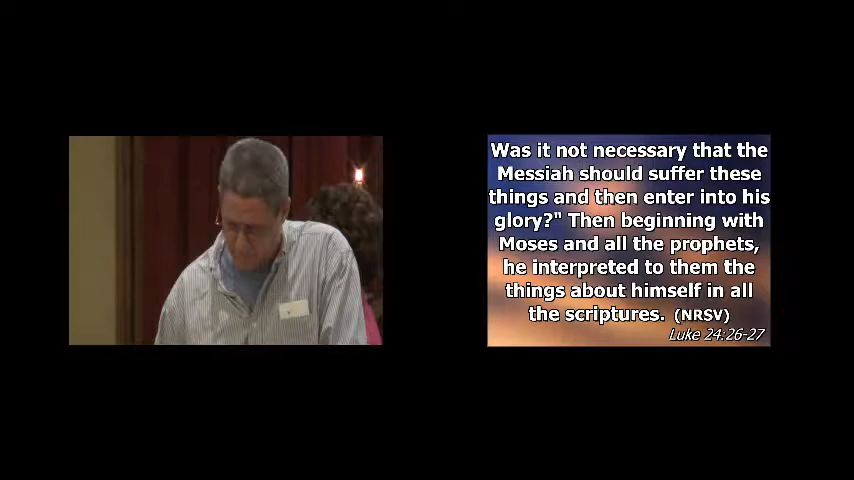 Was it not necessary that the
Messiah should suffer these
things and then enter into his
glory?" Then beginning with
Moses and all the prophets,
he interpreted to them the
things about himself in all
the scriptures. (NRSV)
Luke 24:26-27